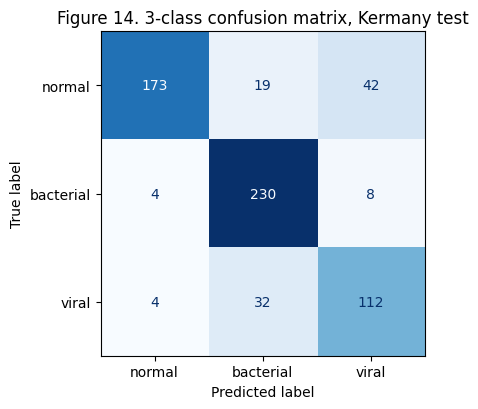 Figure 14. 3-class confusion matrix, Kermany test
normal
173
19
42
bacterial
4
230
8
viral
4
32
112
normal
bacterial
viral
True label
Predicted label